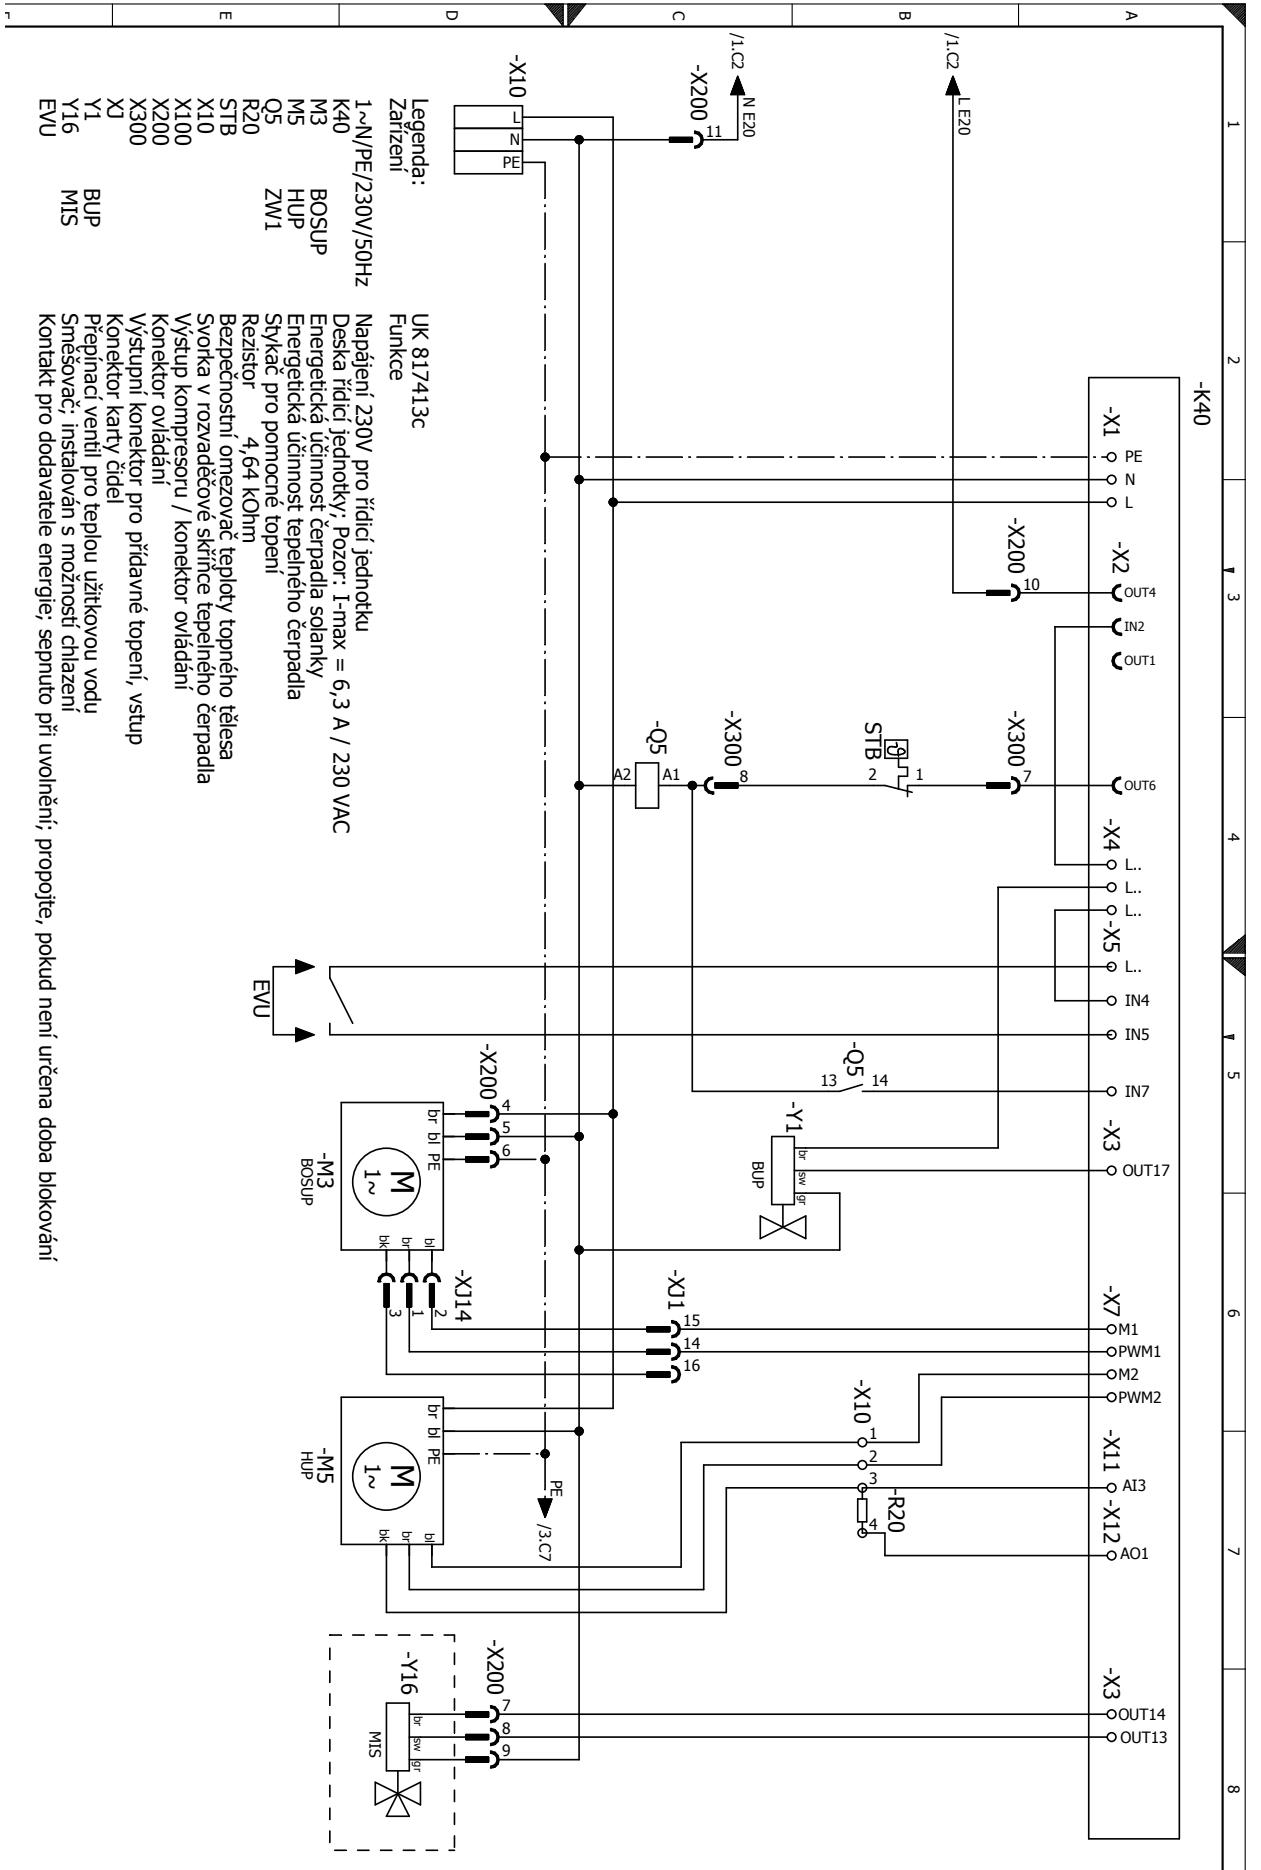 1
2
3
4
5
6
7
8
A
B
C
D
E
-K40
-X1
PE
N
L
-X2
OUT4
IN2
OUT1
OUT6
-X4
L..
L..
L..
-X5
L..
IN4
IN5
IN7
-X3
OUT17
-X7
M1
PWM1
M2
PWM2
-X11
AI3
-X12
AO1
-X3
OUT14
OUT13
/1.C2
L E20
/1.C2
N E20
-X200
11
-X200
10
-X300
7
STB
1
2
-X300
8
-Q5
A1
A2
-Q5
13
14
-Y1
BUP
br
sw
gr
-X10
1
2
3
4
-R20
-XJ1
15
14
16
-X10
L
N
PE
EVU
-X200
4
5
6
br
bl
PE
M
1~
-M3
BOSUP
bl
br
bk
-XJ14
2
1
3
br
bl
PE
M
1~
-M5
HUP
bl
br
bk
PE
/3.C7
-X200
7
8
9
-Y16
MIS
br
sw
gr
Legenda: UK 817413c
Zařízení Funkce
1~N/PE/230V/50Hz Napájení 230V pro řídicí jednotku
K40 Deska řídicí jednotky; Pozor: I-max = 6,3 A / 230 VAC
M3 BOSUP Energetická účinnost čerpadla solanky
M5 HUP Energetická účinnost tepelného čerpadla
Q5 ZW1 Stykač pro pomocné topení
R20 Rezistor 4,64 kOhm
STB Bezpečnostní omezovač teploty topného tělesa
X10 Svorka v rozvaděčové skřínce tepelného čerpadla
X100 Výstup kompresoru / konektor ovládání
X200 Konektor ovládání
X300 Výstupní konektor pro přídavné topení, vstup
XJ Konektor karty čidel
Y1 BUP Přepínací ventil pro teplou užitkovou vodu
Y16 MIS Směšovač; instalován s možností chlazení
EVU Kontakt pro dodavatele energie; sepnuto při uvolnění; propojte, pokud není určena doba blokování